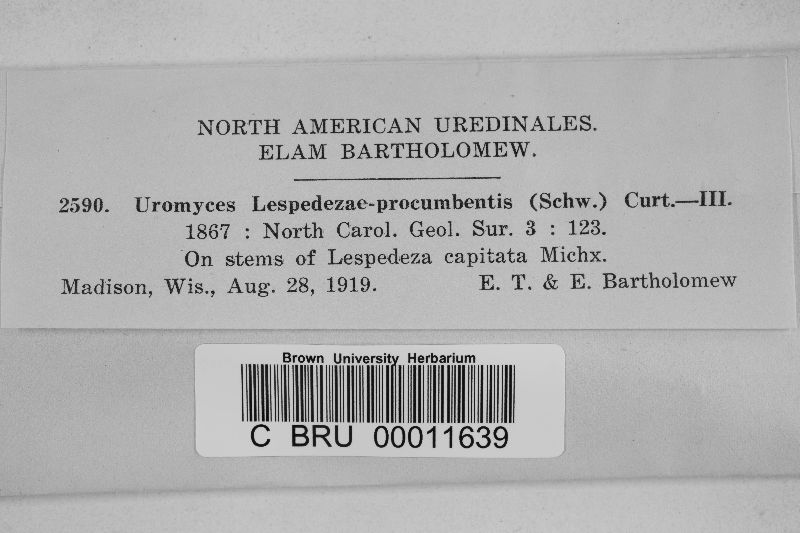 NORTH AMERICAN UREDINALES.
ELAM BARTHOLOMEW.
2590. Uromyces Lespedezae-procumbentis (Schw.) Curt.—III.
1867 : North Carol. Geol. Sur. 3 : 123.
On stems of Lespedeza capitata Michx.
Madison, Wis., Aug. 28, 1919. E. T. & E. Bartholomew
Brown University Herbarium
C BRU 00011639